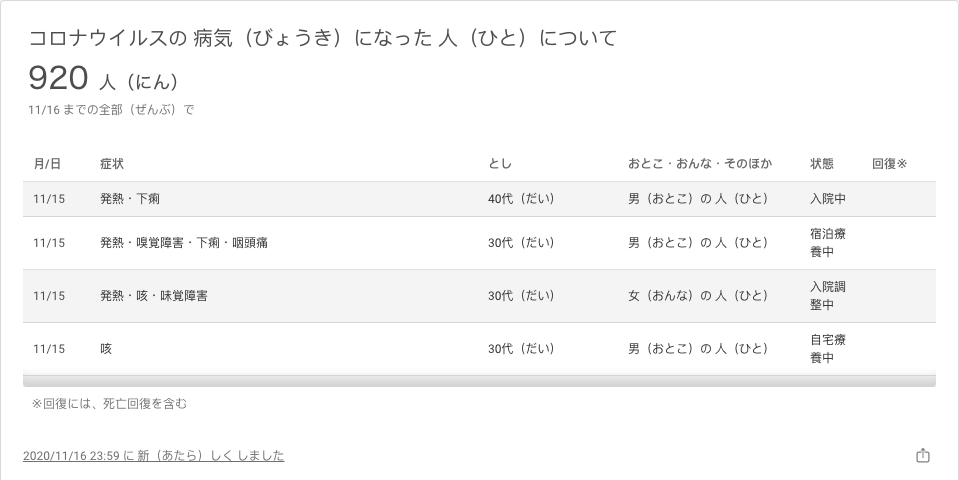 コロナウイルスの 病気（びょうき）になった 人（ひと）について
920 人（にん）
11/16 までの全部（ぜんぶ）で
月/日 症状 とし おとこ・おんな・そのほか 状態 回復※
11/15 発熱・下痢 40代（だい） 男（おとこ）の 人（ひと） 入院中
11/15 発熱・嗅覚障害・下痢・咽頭痛 30代（だい） 男（おとこ）の 人（ひと） 宿泊療
養中
11/15 発熱・咳・味覚障害 30代（だい） 女（おんな）の 人（ひと） 入院調
整中
11/15 咳 30代（だい） 男（おとこ）の 人（ひと） 自宅療
養中
※回復には、死亡回復を含む
2020/11/16 23:59 に 新（あたら）しく しました